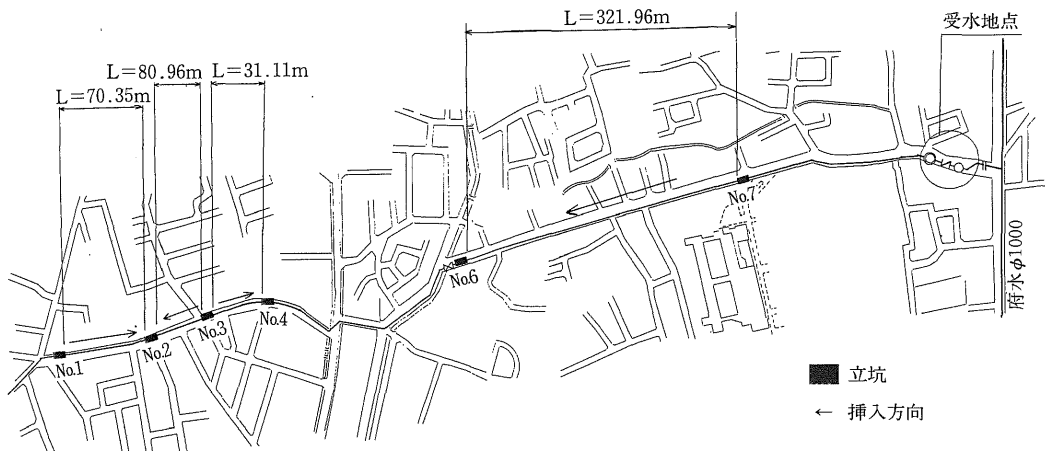 L=321.96m
受水地点
L=80.96m
L=31.11m
L=70.35m
No.7
府水φ1000
No.6
No.4
No.3
No.2
No.1
立坑
← 挿入方向